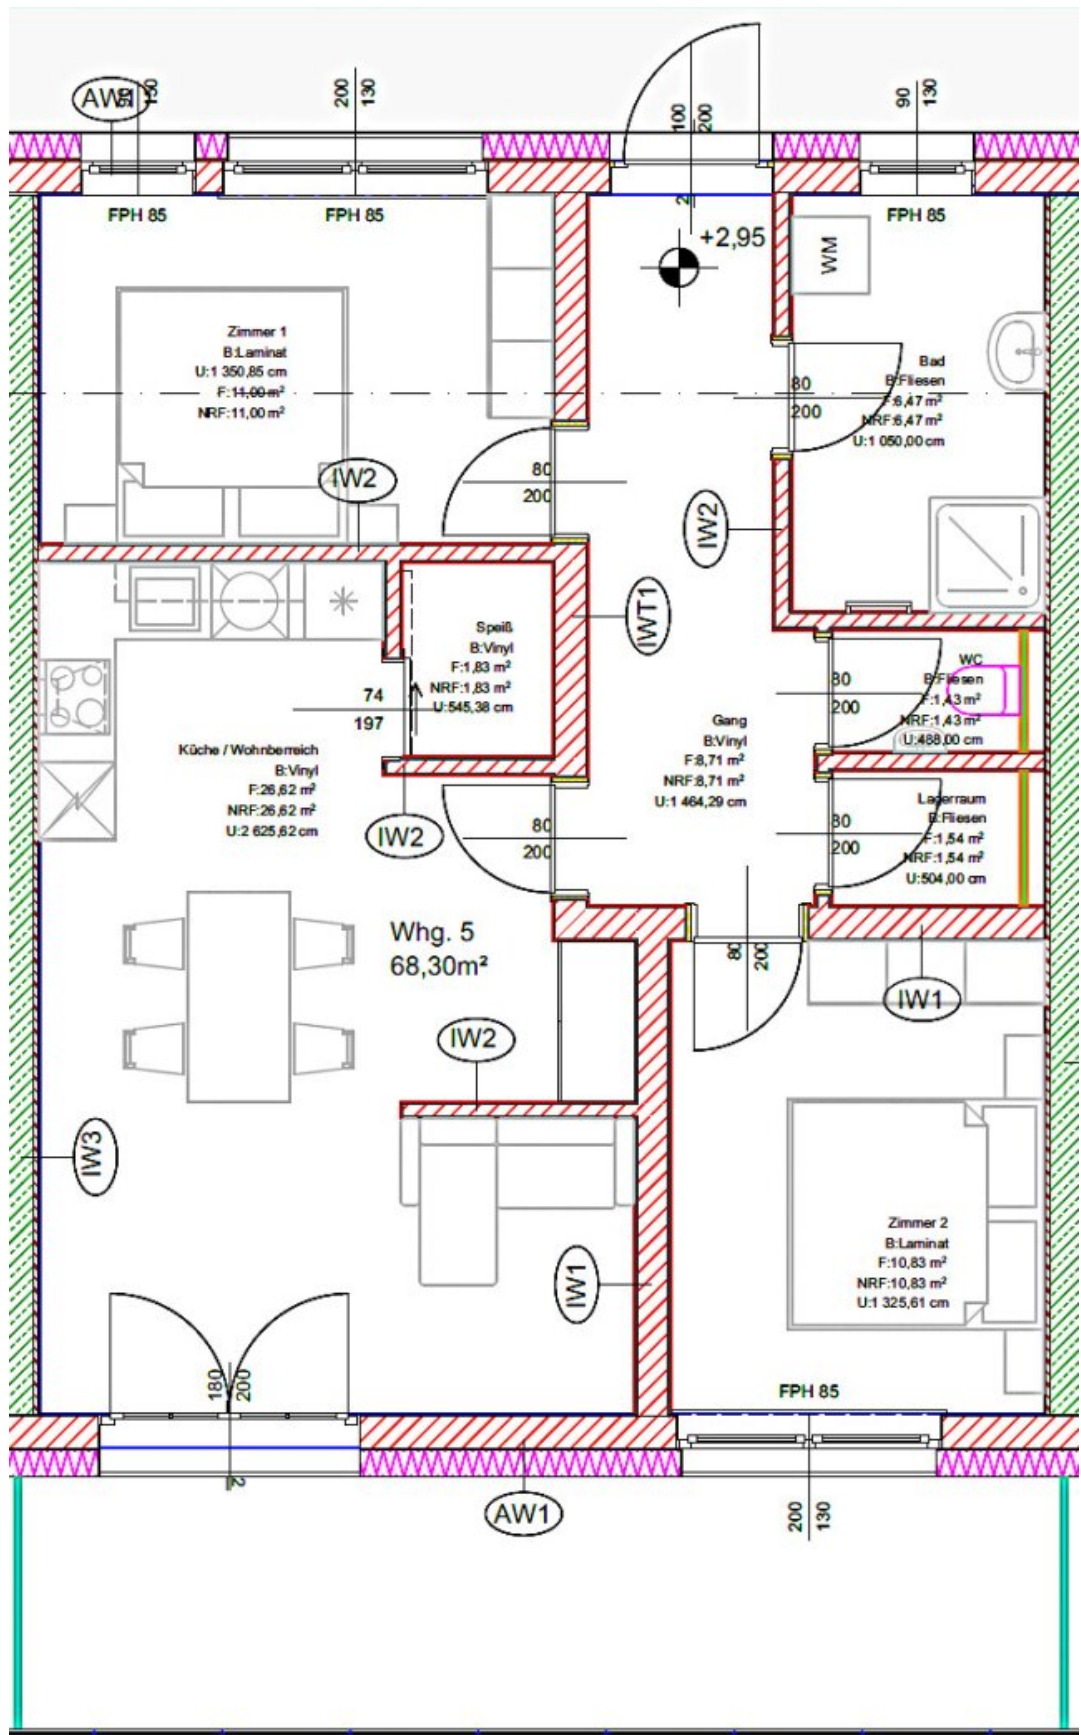 AW1
90
130
200
130
100
200
90
130
FPH 85
FPH 85
2
FPH 85
+2,95
WM
Zimmer 1
B:Laminat
U:1 350,85 cm
F:11,00 m²
NRF:11,00 m²
Bad
B:Fliesen
F:6,47 m²
NRF:6,47 m²
U:1 050,00 cm
80
200
80
200
IW2
IW2
IWT1
Speiß
B:Vinyl
F:1,83 m²
NRF:1,83 m²
U:545,38 cm
WC
B:Fliesen
F:1,43 m²
NRF:1,43 m²
U:488,00 cm
80
200
74
197
Gang
B:Vinyl
F:8,71 m²
NRF:8,71 m²
U:1 464,29 cm
Küche / Wohnberreich
B:Vinyl
F:26,62 m²
NRF:26,62 m²
U:2 625,62 cm
Lagerraum
B:Fliesen
F:1,54 m²
NRF:1,54 m²
U:504,00 cm
IW2
80
200
80
200
Whg. 5
68,30m²
80
200
IW1
IW2
IW3
Zimmer 2
B:Laminat
F:10,83 m²
NRF:10,83 m²
U:1 325,61 cm
IW1
180
200
FPH 85
2
AW1
200
130